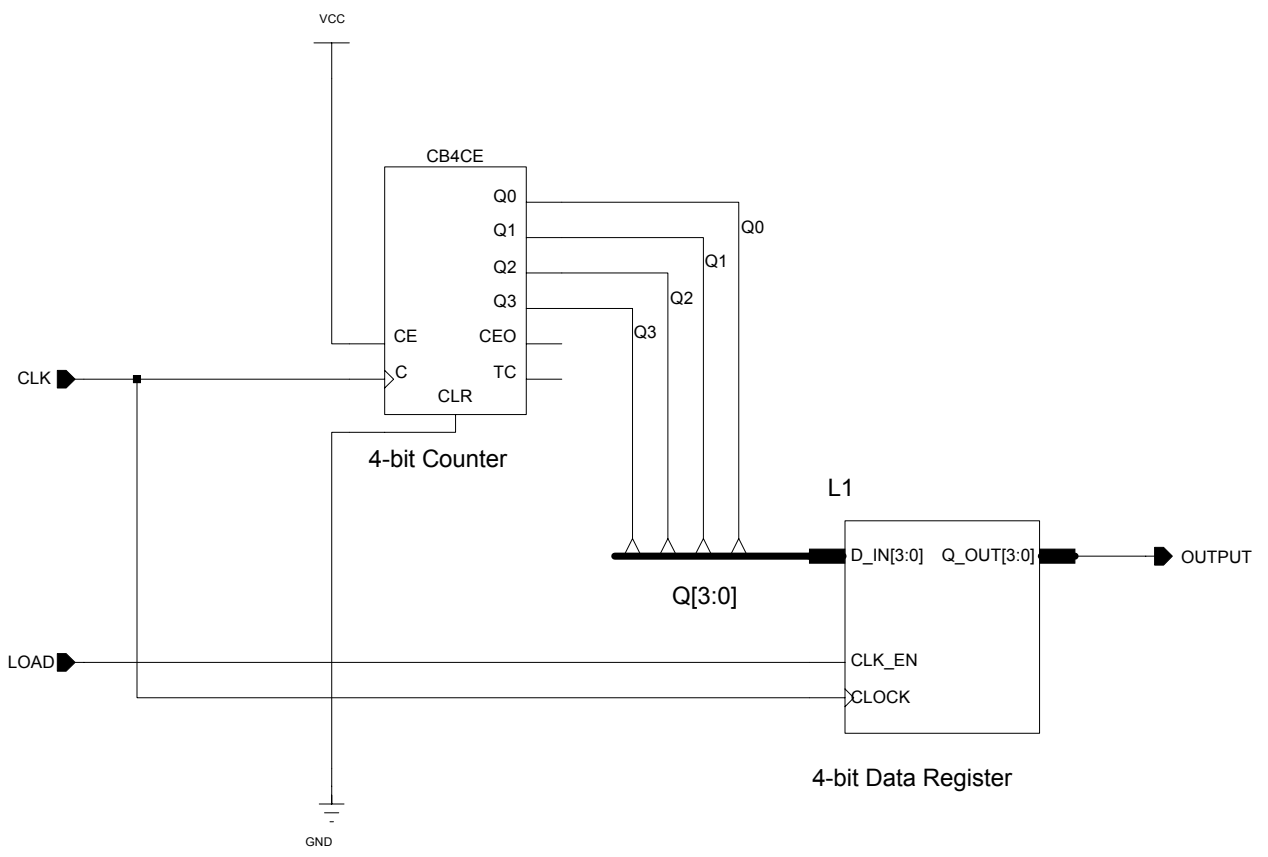 VCC
CB4CE
Q0
Q1
Q2
Q3
CE
CEO
C
TC
CLR
Q0
Q1
Q2
Q3
CLK
4-bit Counter
L1
D_IN[3:0]
Q_OUT[3:0]
OUTPUT
Q[3:0]
LOAD
CLK_EN
CLOCK
4-bit Data Register
GND